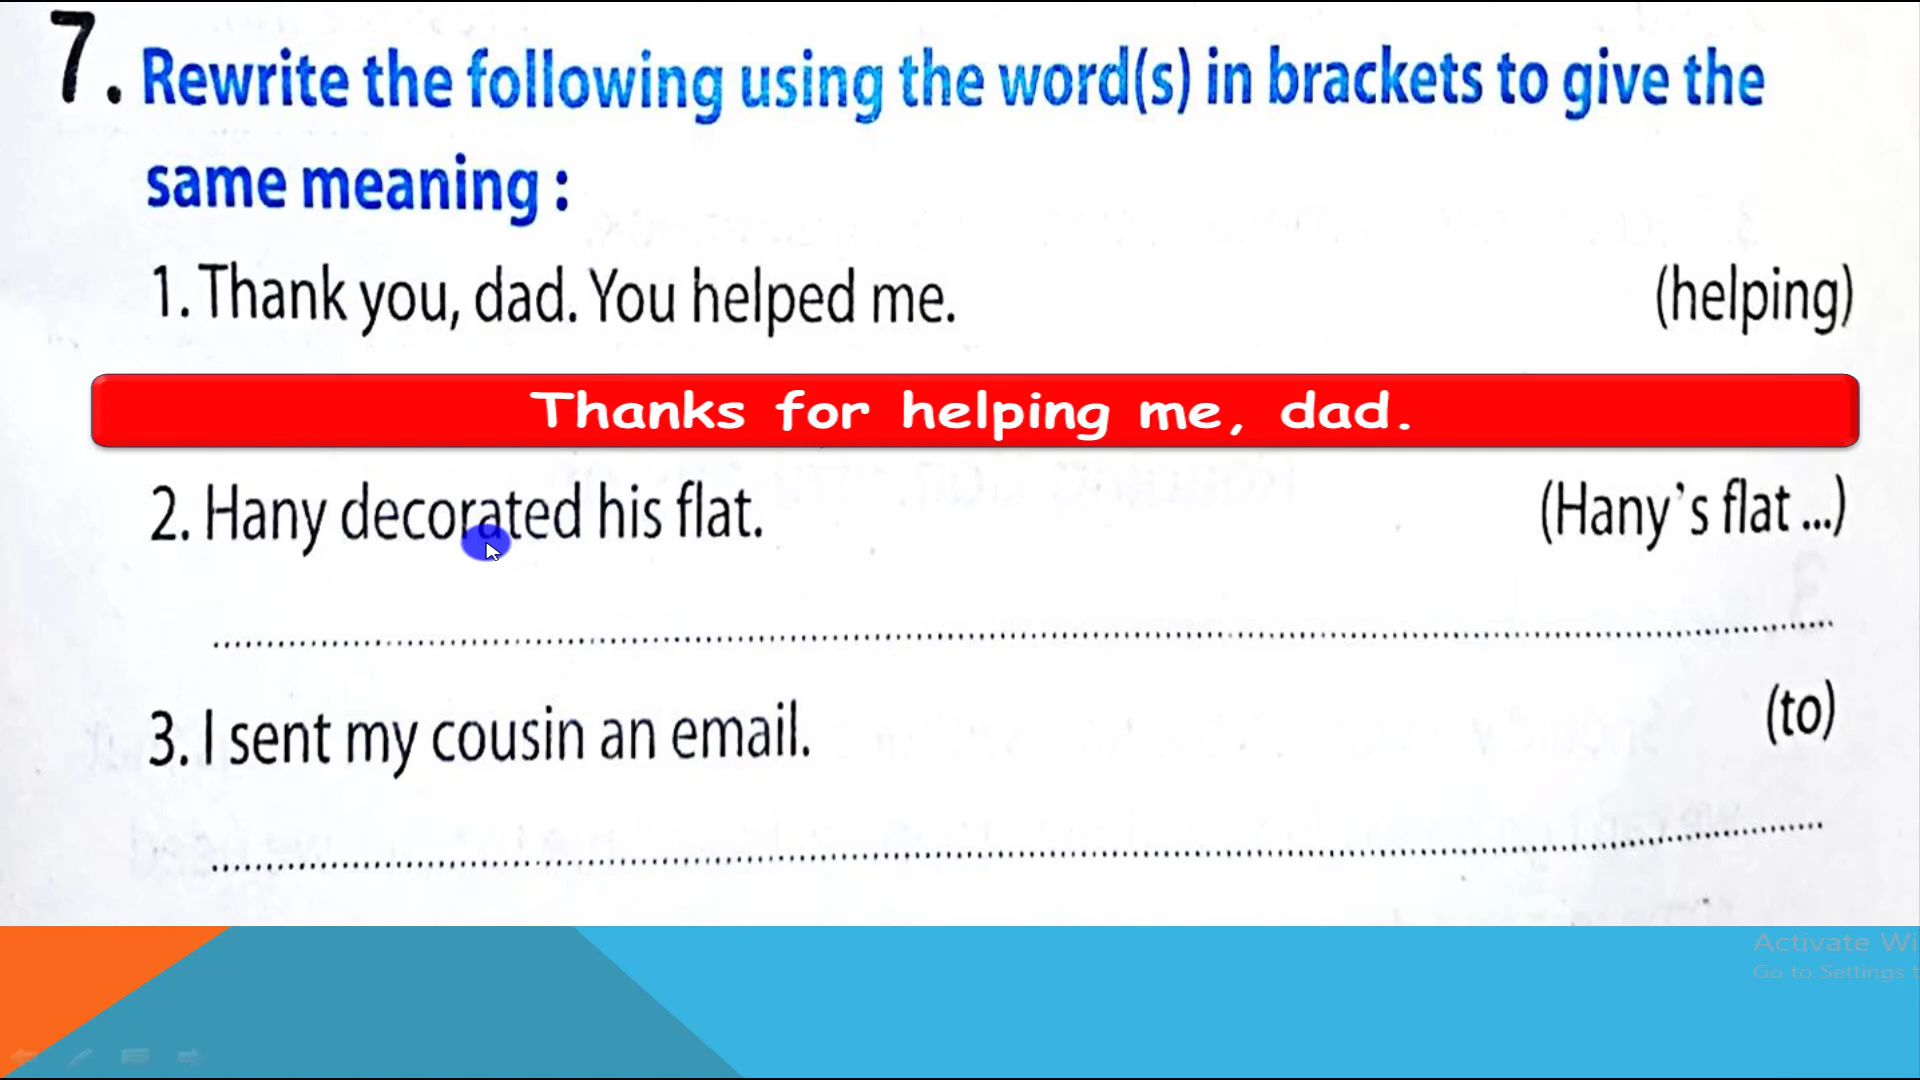 7. Rewrite the following using the word(s) in brackets to give the
same meaning :
1. Thank you, dad. You helped me. (helping)
Thanks for helping me, dad.
2. Hany decorated his flat. (Hany's flat ...)
3. I sent my cousin an email. (to)
Activate Wi
Go to Settings t